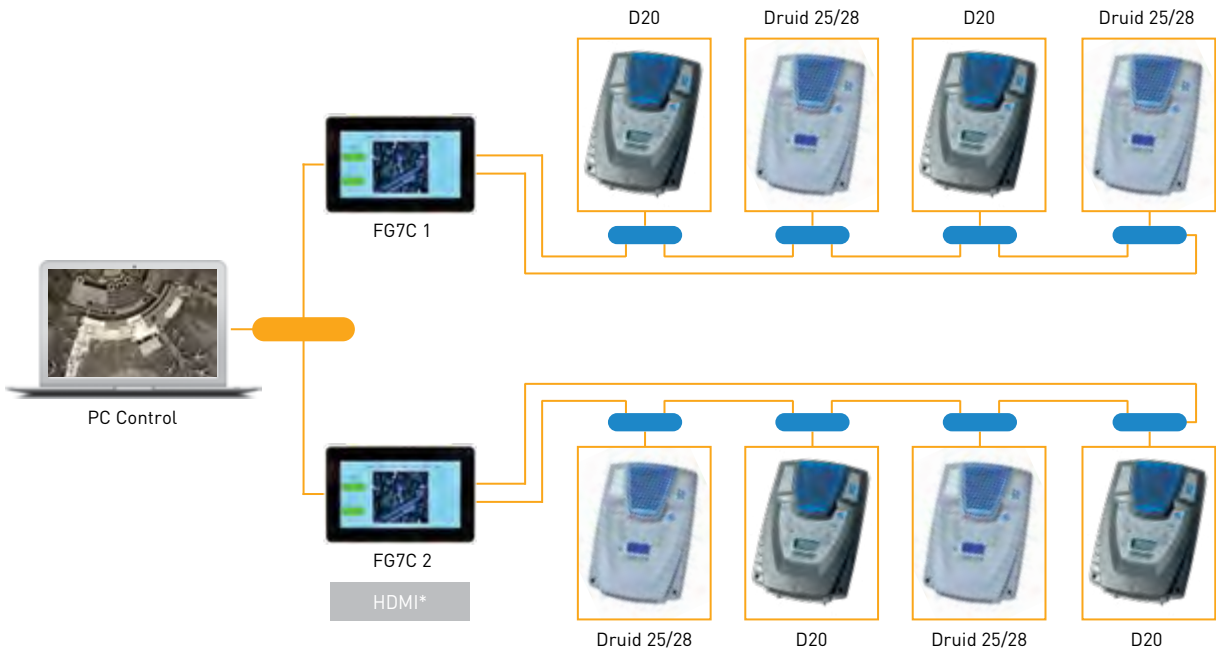 D20
Druid 25/28
D20
Druid 25/28
FG7C 1
PC Control
FG7C 2
HDMI*
Druid 25/28
D20
Druid 25/28
D20